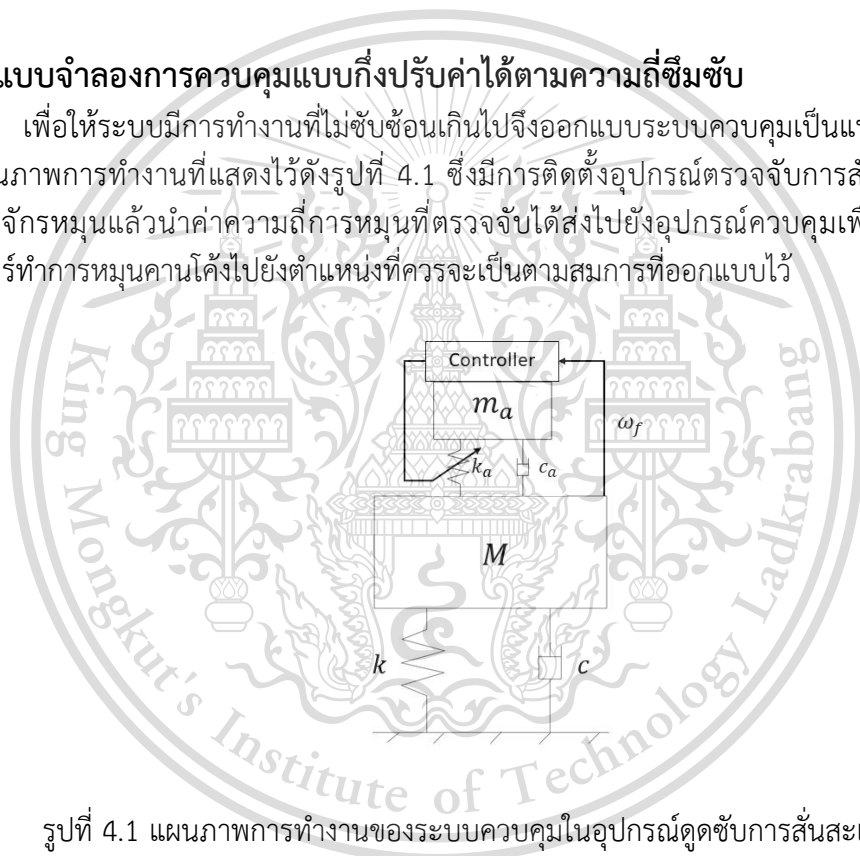 แบบจำลองการควบคุมแบบกึ่งปรับค่าได้ตามความถี่ซึมซับ
เพื่อให้ระบบมีการทำงานที่ไม่ซับซ้อนเกินไปจึงออกแบบระบบควบคุมเป็นแ
นภาพการทำงานที่แสดงไว้ดังรูปที่ 4.1 ซึ่งมีการติดตั้งอุปกรณ์ตรวจจับการสั
จักรหมุนแล้วนำค่าความถี่การหมุนที่ตรวจจับได้ส่งไปยังอุปกรณ์ควบคุมเพื
ร์ทำการหมุนคานโค้งไปยังตำแหน่งที่ควรจะเป็นตามสมการที่ออกแบบไว้
Controller
m_a
ω_f
k_a c_a
M
k c
King Mongkut's Institute of Technology Ladkrabang
รูปที่ 4.1 แผนภาพการทำงานของระบบควบคุมในอุปกรณ์ดูดซับการสั่นสะเ